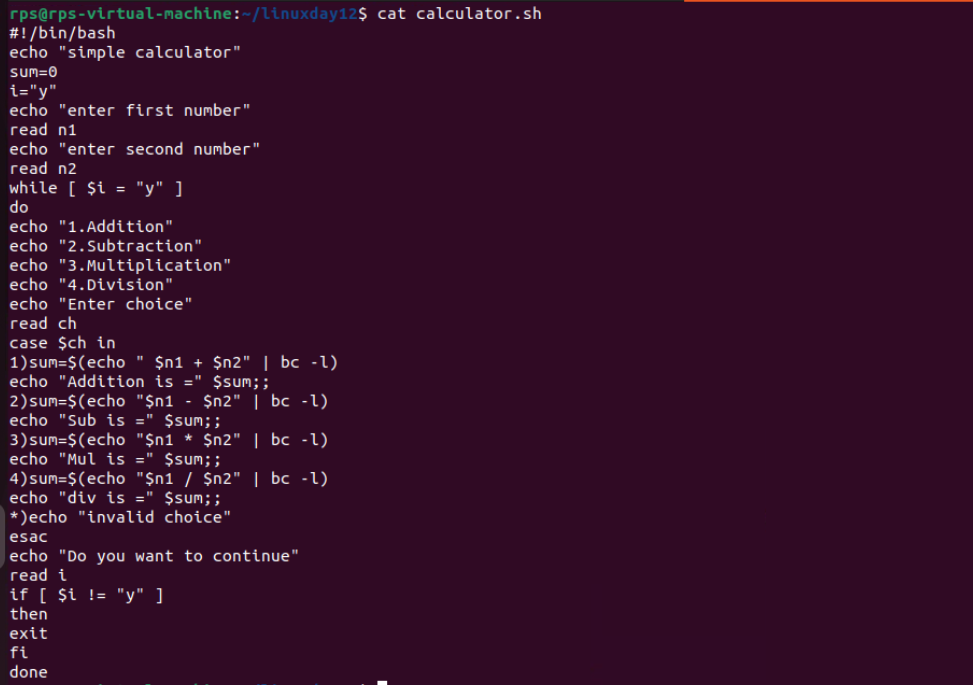 rps@rps-virtual-machine:~/linuxday12$ cat calculator.sh
#!/bin/bash
echo "simple calculator"
sum=0
i="y"
echo "enter first number"
read n1
echo "enter second number"
read n2
while [ $i = "y" ]
do
echo "1.Addition"
echo "2.Subtraction"
echo "3.Multiplication"
echo "4.Division"
echo "Enter choice"
read ch
case $ch in
1)sum=$(echo " $n1 + $n2" | bc -l)
echo "Addition is =" $sum;;
2)sum=$(echo "$n1 - $n2" | bc -l)
echo "Sub is =" $sum;;
3)sum=$(echo "$n1 * $n2" | bc -l)
echo "Mul is =" $sum;;
4)sum=$(echo "$n1 / $n2" | bc -l)
echo "div is =" $sum;;
*)echo "invalid choice"
esac
echo "Do you want to continue"
read i
if [ $i != "y" ]
then
exit
fi
done